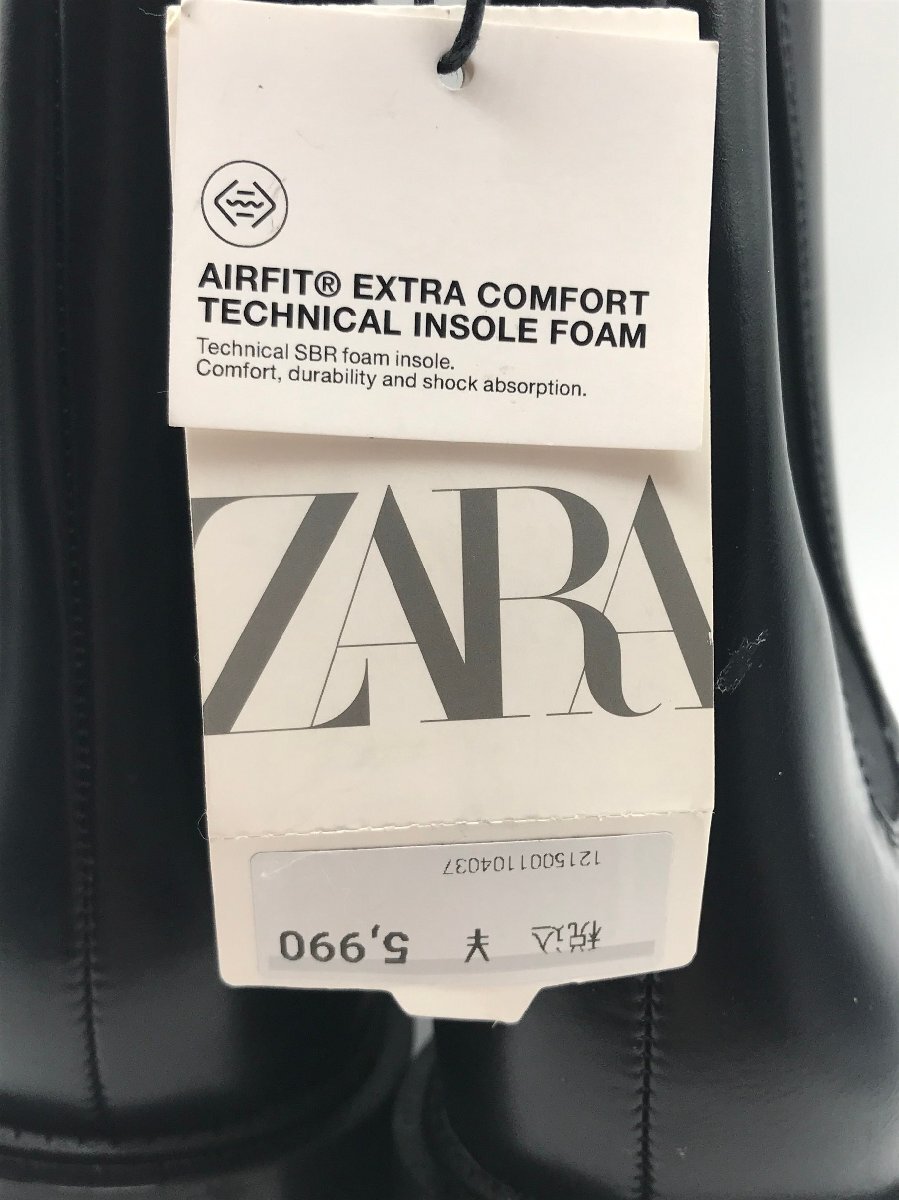 AIRFIT® EXTRA COMFORT
TECHNICAL INSOLE FOAM
Technical SBR foam insole.
Comfort, durability and shock absorption.
ZARA
1215001104037
税込 ¥ 5,990